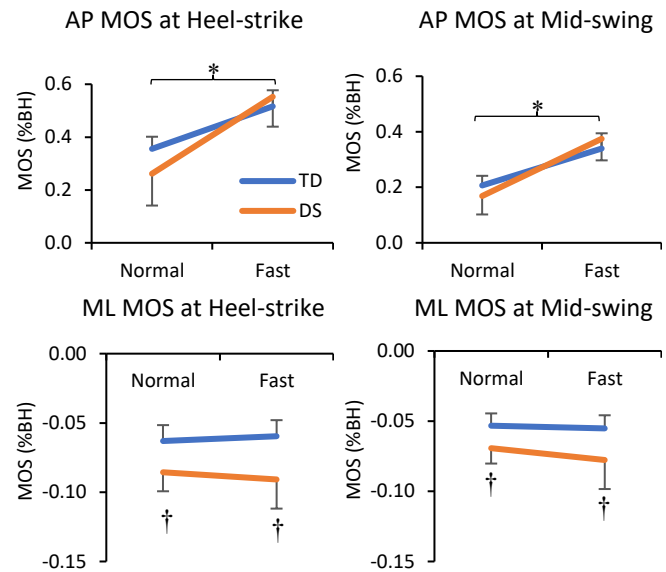 AP MOS at Heel-strike
MOS (%BH)
0.6
0.4
0.2
0.0
*
TD
DS
Normal
Fast
AP MOS at Mid-swing
MOS (%BH)
0.6
0.4
0.2
0.0
*
Normal
Fast
ML MOS at Heel-strike
MOS (%BH)
0.00
-0.05
-0.10
-0.15
Normal
Fast
†
†
ML MOS at Mid-swing
MOS (%BH)
0.00
-0.05
-0.10
-0.15
Normal
Fast
†
†